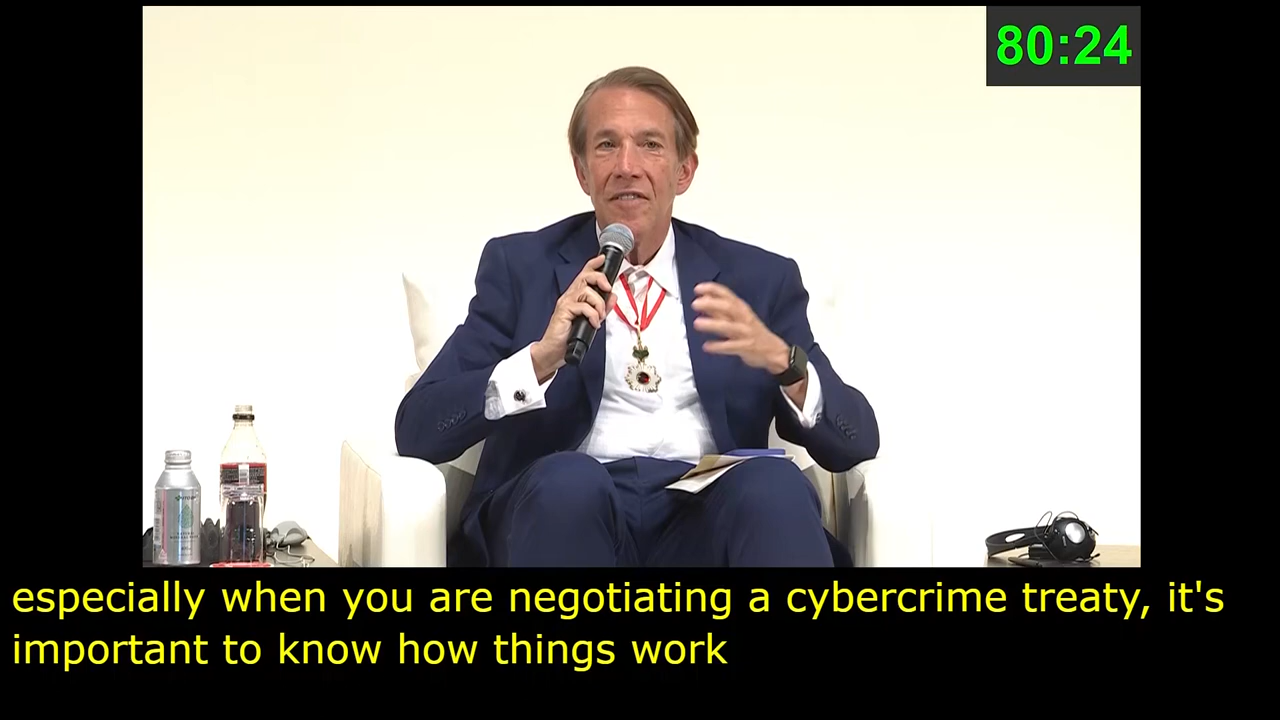 80:24
especially when you are negotiating a cybercrime treaty, it's
important to know how things work